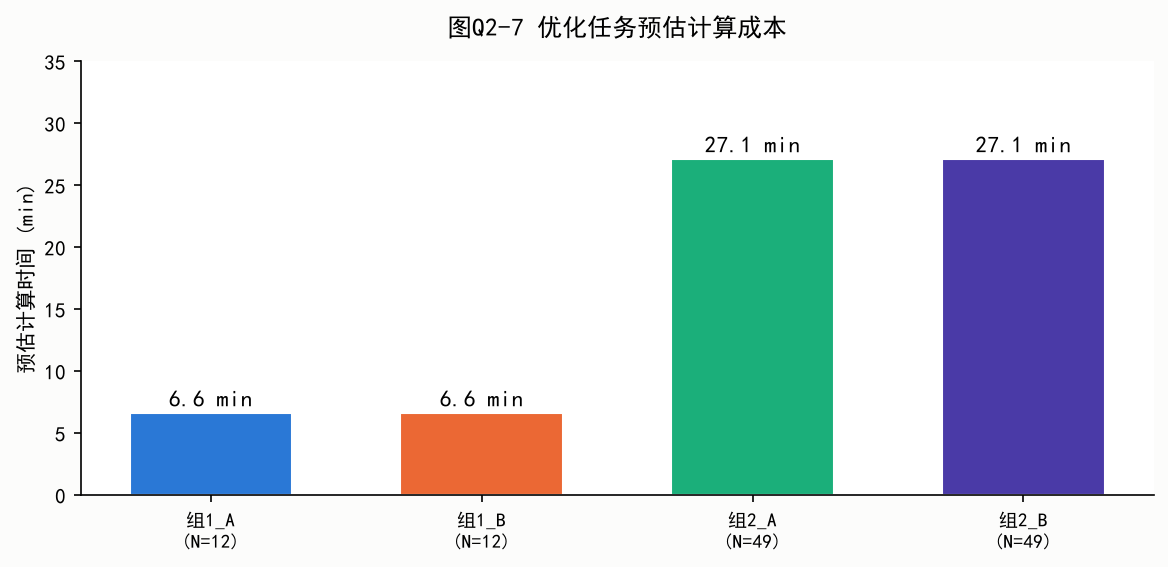 图Q2-7 优化任务预估计算成本
预估计算时间 (min)
35
30
25
20
15
10
5
0
6.6 min
6.6 min
27.1 min
27.1 min
组1_A
(N=12)
组1_B
(N=12)
组2_A
(N=49)
组2_B
(N=49)